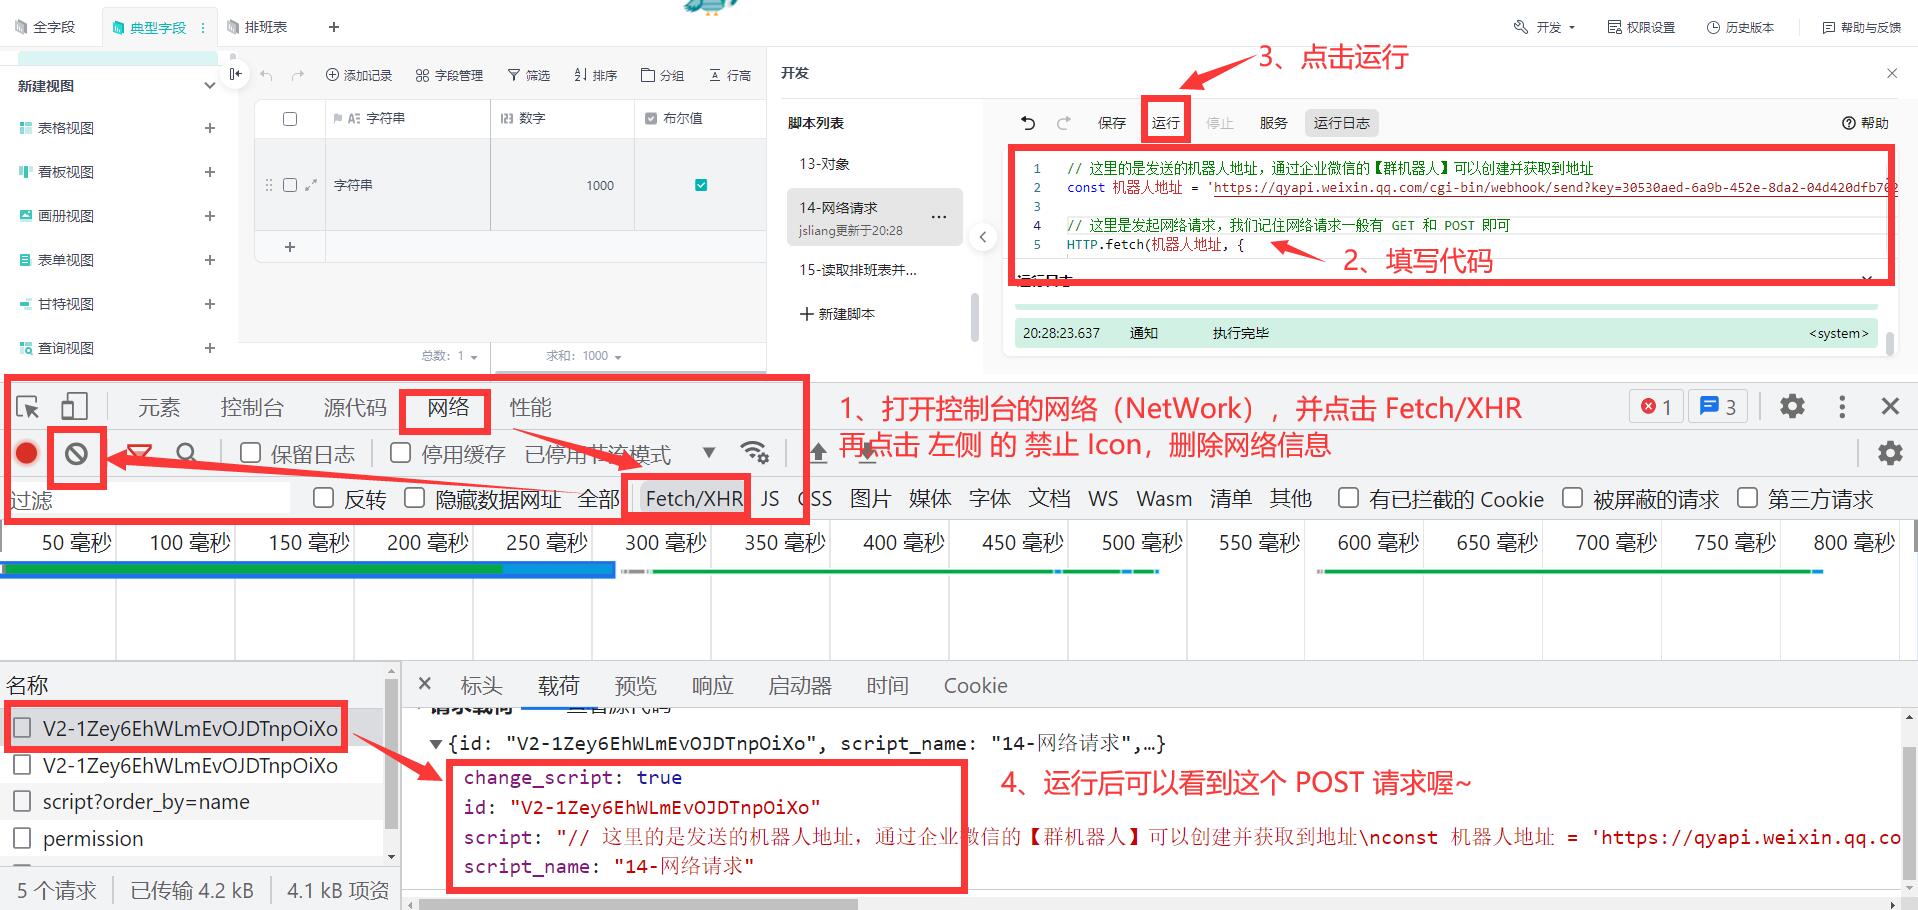 全字段
典型字段
排班表
开发
权限设置
历史版本
帮助与反馈
3、点击运行
新建视图
添加记录
字段管理
筛选
排序
分组
行高
开发
表格视图
看板视图
画册视图
表单视图
甘特视图
查询视图
字符串
数字
布尔值
字符串
1000
总数：1
求和：1000
脚本列表
13-对象
14-网络请求
jsliang更新于20:28
15-读取排班表并...
新建脚本
保存
运行
停止
服务
运行日志
帮助
1 // 这里的是发送的机器人地址，通过企业微信的【群机器人】可以创建并获取到地址
2 const 机器人地址 = 'https://qyapi.weixin.qq.com/cgi-bin/webhook/send?key=30530aed-6a9b-452e-8da2-04d420dfb702
3
4 // 这里是发起网络请求，我们记住网络请求一般有 GET 和 POST 即可
5 HTTP.fetch(机器人地址, {
2、填写代码
运行日志
20:28:23.637 通知 执行完毕 <system>
元素
控制台
源代码
网络
性能
1、打开控制台的网络（NetWork），并点击 Fetch/XHR
再点击 左侧 的 禁止 Icon，删除网络信息
1
3
保留日志
停用缓存
已停用节流模式
过滤
反转
隐藏数据网址
全部
Fetch/XHR
JS
CSS
图片
媒体
字体
文档
WS
Wasm
清单
其他
有已拦截的 Cookie
被屏蔽的请求
第三方请求
50 毫秒
100 毫秒
150 毫秒
200 毫秒
250 毫秒
300 毫秒
350 毫秒
400 毫秒
450 毫秒
500 毫秒
550 毫秒
600 毫秒
650 毫秒
700 毫秒
750 毫秒
800 毫秒
名称
V2-1Zey6EhWLmEvOJDTnpOiXo
V2-1Zey6EhWLmEvOJDTnpOiXo
script?order_by=name
permission
5 个请求
已传输 4.2 kB
4.1 kB 项资
标头
载荷
预览
响应
启动器
时间
Cookie
请求载荷
查看源代码
{id: "V2-1Zey6EhWLmEvOJDTnpOiXo", script_name: "14-网络请求",…}
change_script: true
id: "V2-1Zey6EhWLmEvOJDTnpOiXo"
script: "// 这里的是发送的机器人地址，通过企业微信的【群机器人】可以创建并获取到地址\nconst 机器人地址 = 'https://qyapi.weixin.qq.co
script_name: "14-网络请求"
4、运行后可以看到这个 POST 请求喔~